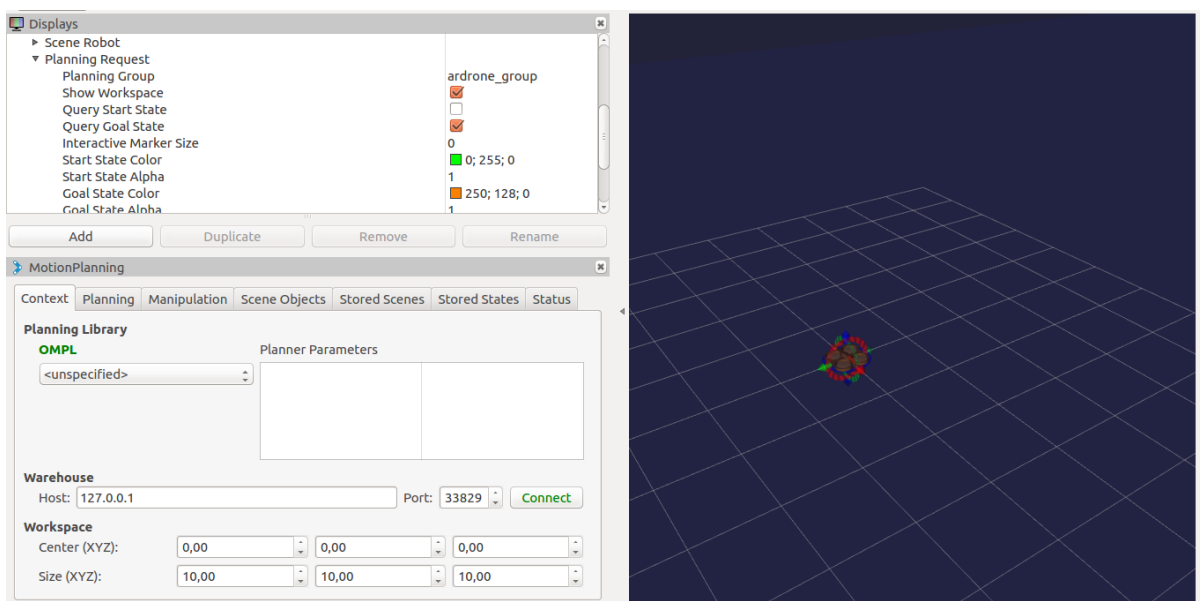 Displays
Scene Robot
Planning Request
Planning Group ardrone_group
Show Workspace
Query Start State
Query Goal State
Interactive Marker Size 0
Start State Color 0; 255; 0
Start State Alpha 1
Goal State Color 250; 128; 0
Goal State Alpha 1
Add Duplicate Remove Rename
MotionPlanning
Context Planning Manipulation Scene Objects Stored Scenes Stored States Status
Planning Library
OMPL Planner Parameters
<unspecified>
Warehouse
Host: 127.0.0.1 Port: 33829 Connect
Workspace
Center (XYZ): 0,00 0,00 0,00
Size (XYZ): 10,00 10,00 10,00